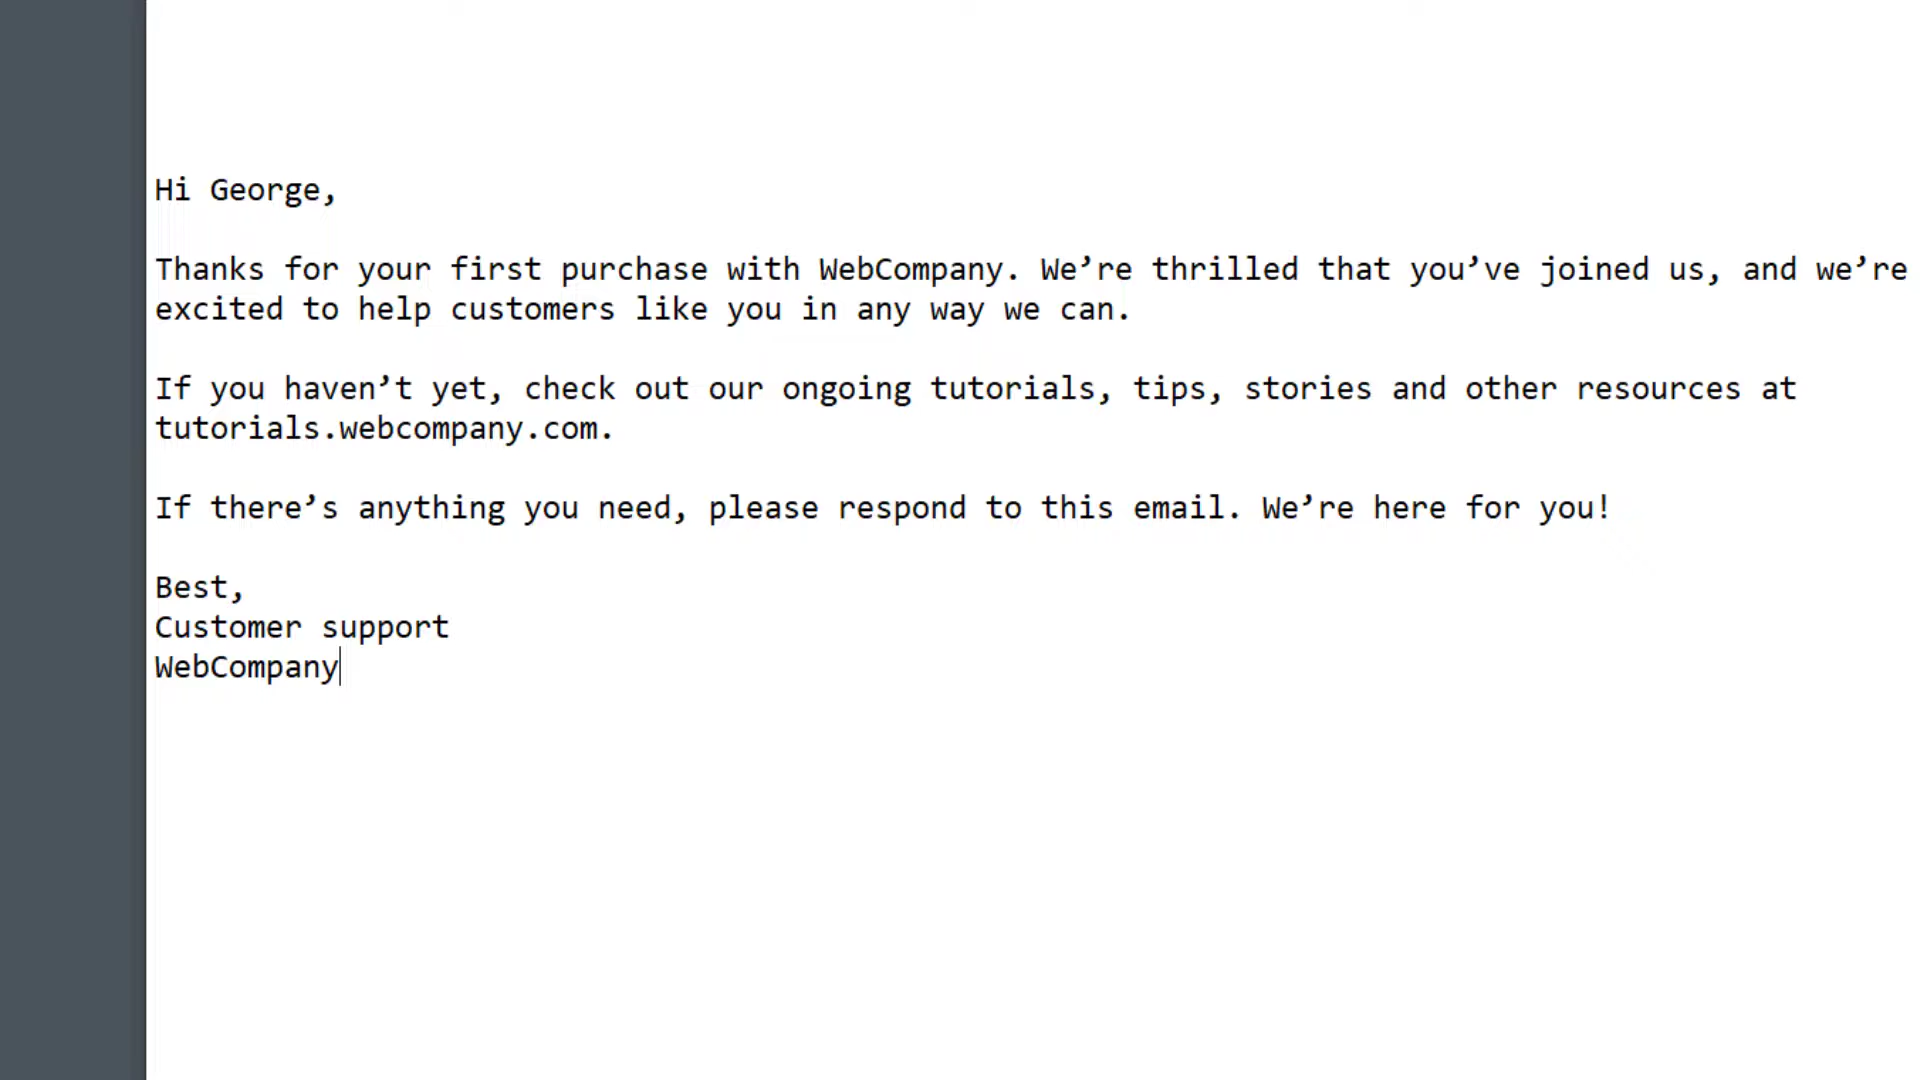 Hi George,
Thanks for your first purchase with WebCompany. We’re thrilled that you’ve joined us, and we’re
excited to help customers like you in any way we can.
If you haven’t yet, check out our ongoing tutorials, tips, stories and other resources at
tutorials.webcompany.com.
If there’s anything you need, please respond to this email. We’re here for you!
Best,
Customer support
WebCompany